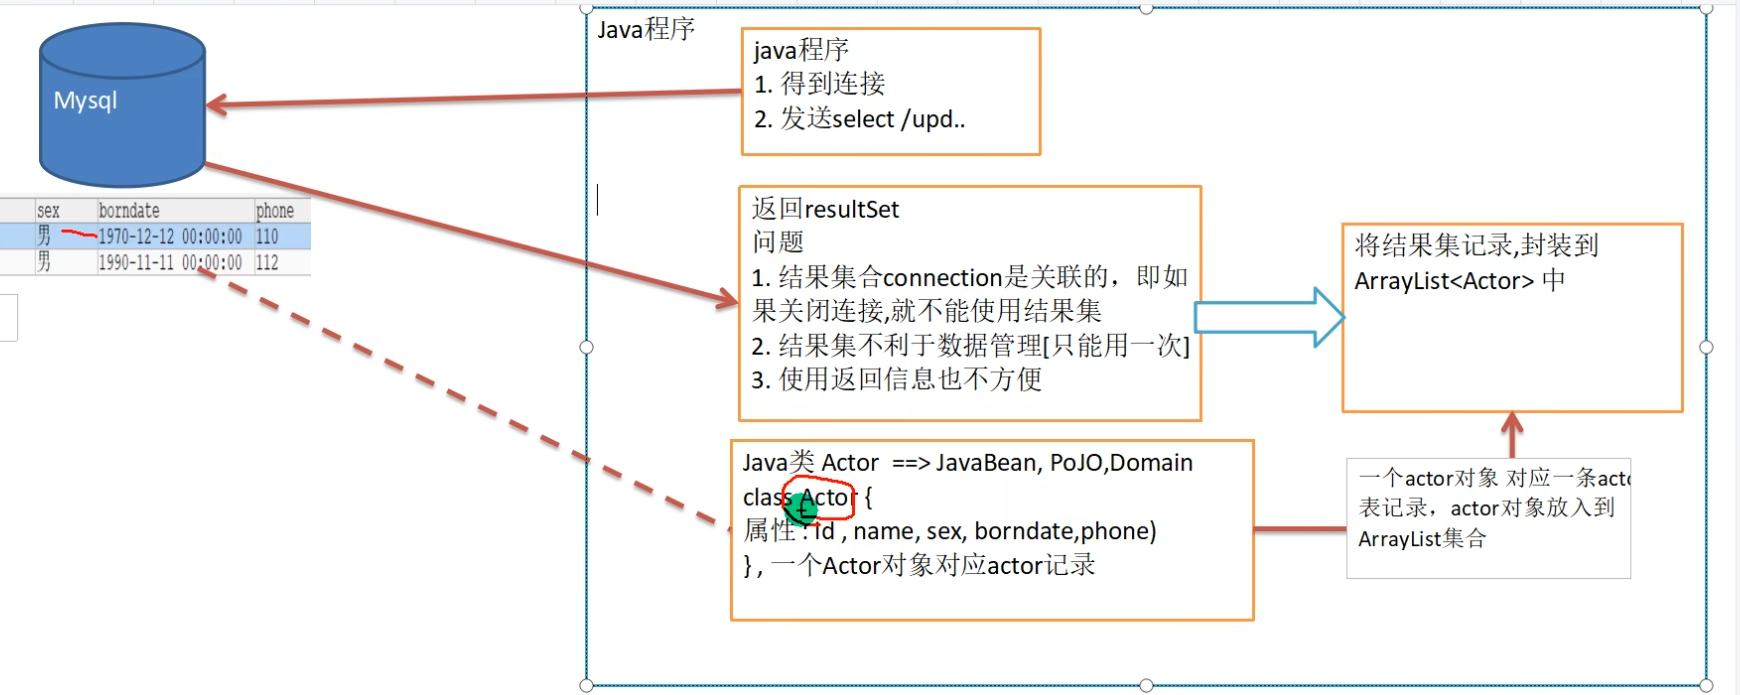 Java程序
Mysql
java程序
1. 得到连接
2. 发送select /upd..
sex borndate phone
男 1970-12-12 00:00:00 110
男 1990-11-11 00:00:00 112
返回resultSet
问题
1. 结果集合connection是关联的，即如
果关闭连接,就不能使用结果集
2. 结果集不利于数据管理[只能用一次]
3. 使用返回信息也不方便
将结果集记录,封装到
ArrayList<Actor> 中
Java类 Actor ==> JavaBean, PoJO,Domain
class Actor {
属性 : id , name, sex, borndate,phone)
} , 一个Actor对象对应actor记录
一个actor对象 对应一条acto
表记录，actor对象放入到
ArrayList集合